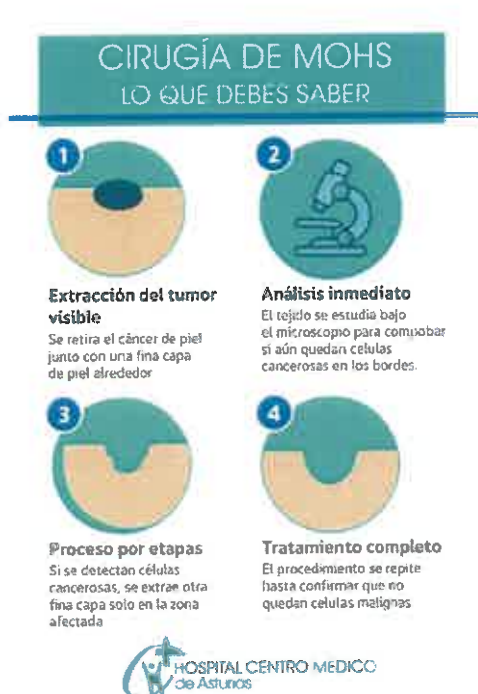 CIRUGÍA DE MOHS
LO QUE DEBES SABER
1
Extracción del tumor
visible
Se retira el cáncer de piel
junto con una fina capa
de piel alrededor
2
Análisis inmediato
El tejido se estudia bajo
el microscopio para comprobar
si aún quedan celulas
cancerosas en los bordes.
3
Proceso por etapas
Si se detectan células
cancerosas, se extrae otra
fina capa solo en la zona
afectada
4
Tratamiento completo
El procedimiento se repite
hasta confirmar que no
quedan celulas malignas
HOSPITAL CENTRO MEDICO
de Asturias